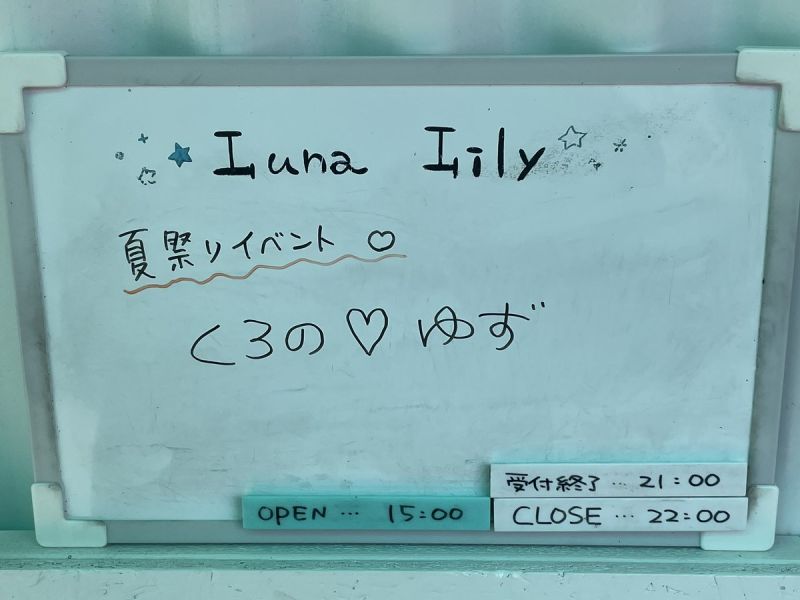 Luna Lily
夏祭りイベント ♡
くろの♡ゆず
受付終了…21:00
OPEN…15:00
CLOSE…22:00